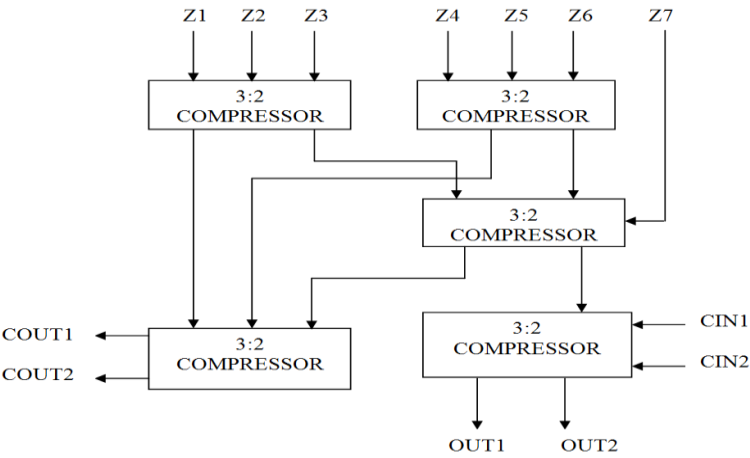 Z1 Z2 Z3 Z4 Z5 Z6 Z7
3:2
COMPRESSOR
3:2
COMPRESSOR
3:2
COMPRESSOR
COUT1
COUT2
3:2
COMPRESSOR
3:2
COMPRESSOR
CIN1
CIN2
OUT1 OUT2